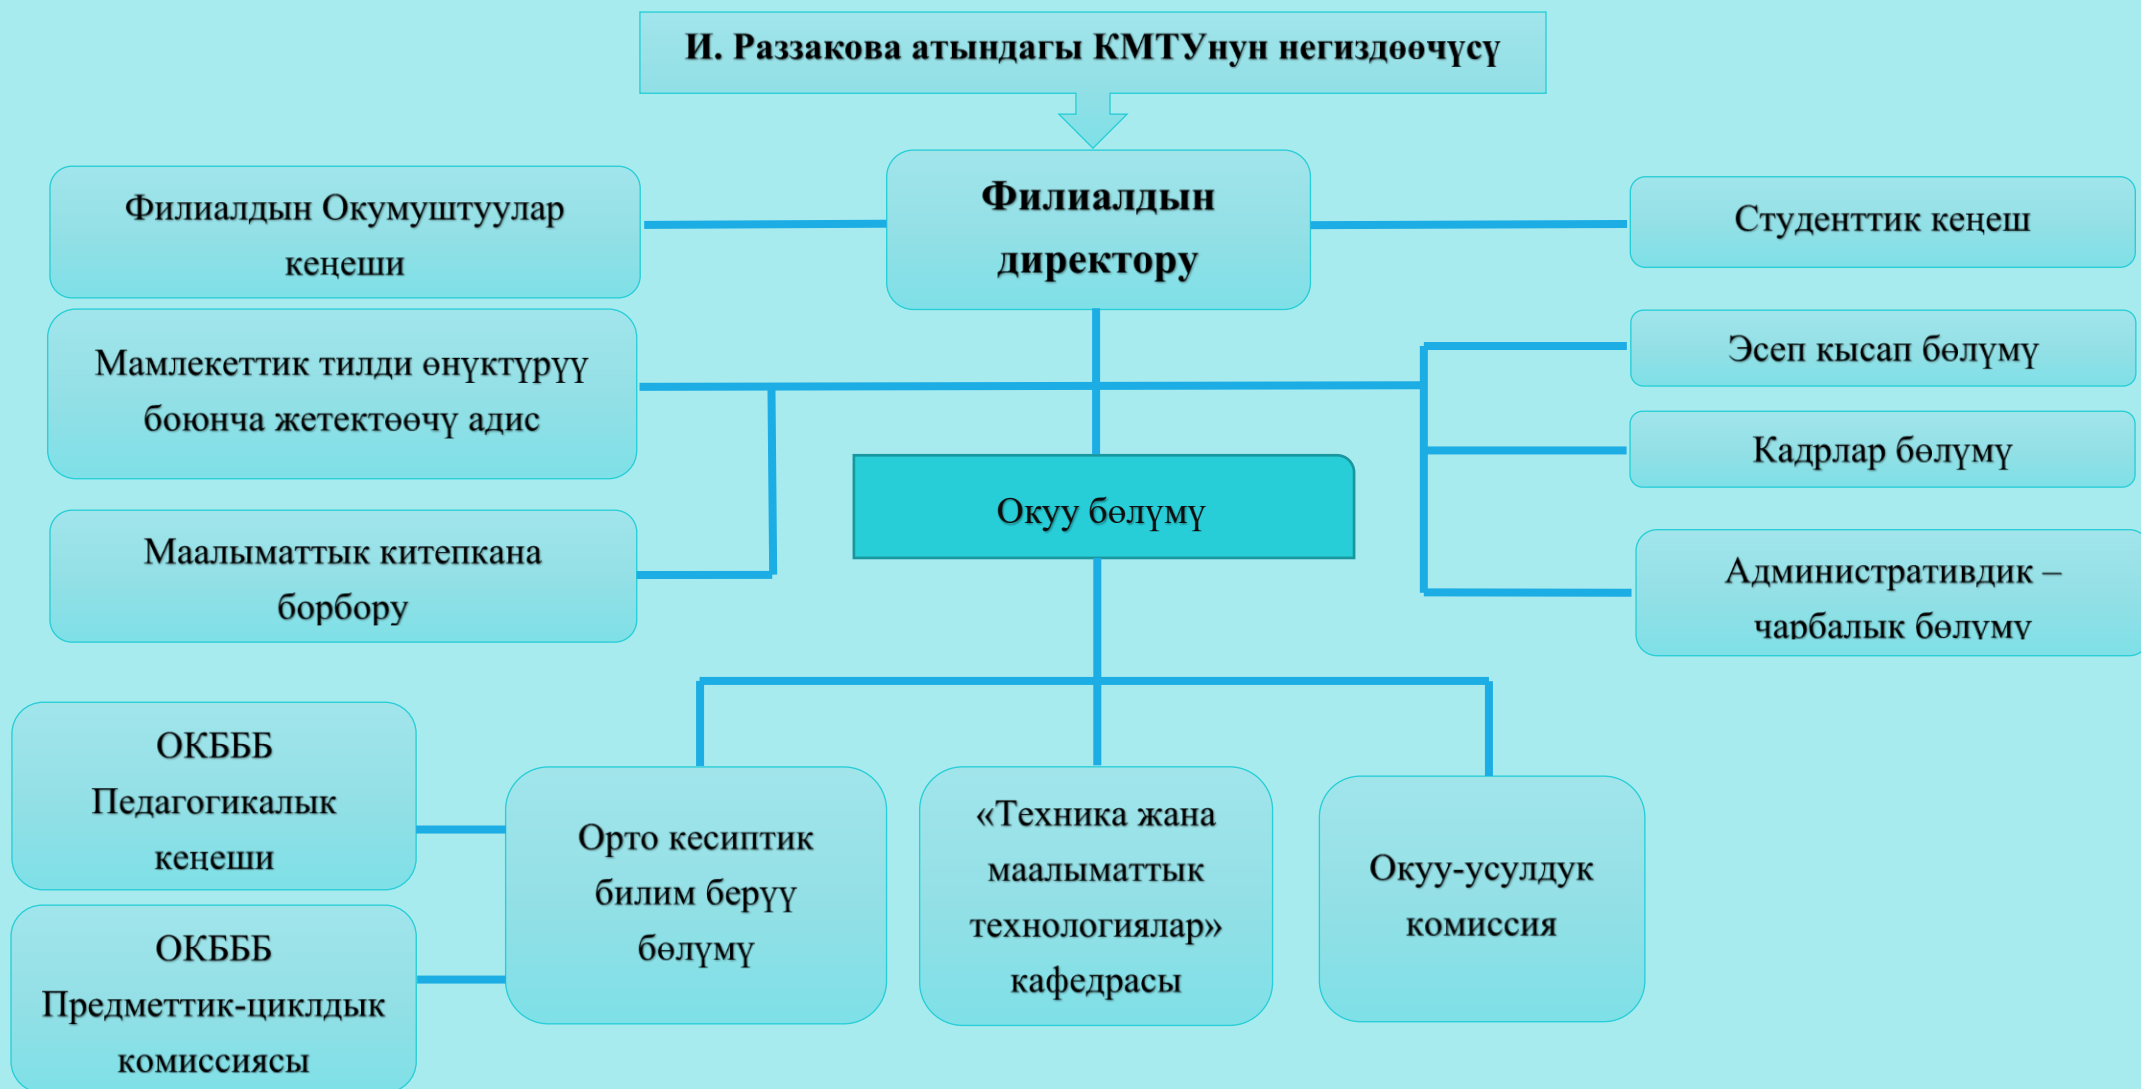 И. Раззакова атындагы КМТУнун негиздөөчүсү
Филиалдын Окумуштуулар
кеңеши
Филиалдын
директору
Студенттик кеңеш
Мамлекеттик тилди өнүктүрүү
боюнча жетектөөчү адис
Эсеп кысап бөлүмү
Кадрлар бөлүмү
Маалыматтык китепкана
борбору
Окуу бөлүмү
Административдик –
чарбалык бөлүмү
ОКБББ
Педагогикалык
кеңеши
ОКБББ
Предметтик-циклдык
комиссиясы
Орто кесиптик
билим берүү
бөлүмү
«Техника жана
маалыматтык
технологиялар»
кафедрасы
Окуу-усулдук
комиссия